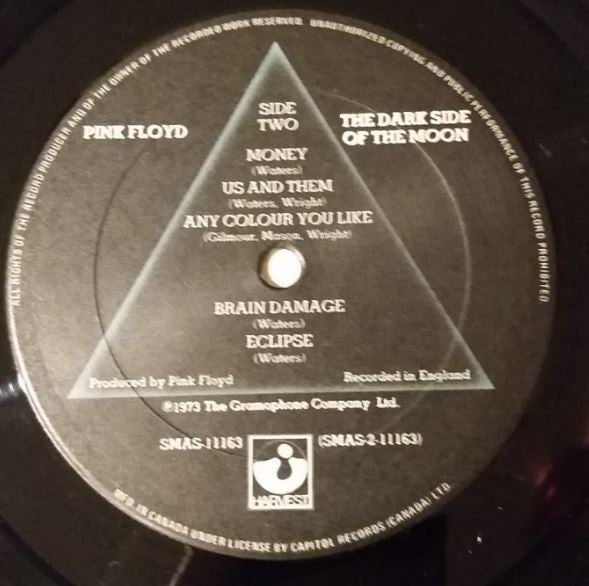 ALL RIGHTS OF THE RECORD PRODUCER AND OF THE OWNER OF THE RECORDED WORK RESERVED. UNAUTHORIZED COPYING AND PUBLIC PERFORMANCE OF THIS RECORD PROHIBITED.
SIDE
TWO
PINK FLOYD
THE DARK SIDE
OF THE MOON
MONEY
(Waters)
US AND THEM
(Waters, Wright)
ANY COLOUR YOU LIKE
(Gilmour, Mason, Wright)
BRAIN DAMAGE
(Waters)
ECLIPSE
(Waters)
Produced by Pink Floyd
Recorded in England
℗1973 The Gramophone Company Ltd.
SMAS-11163
(SMAS-2-11163)
HARVEST
MFD. IN CANADA UNDER LICENSE BY CAPITOL RECORDS (CANADA) LTD.